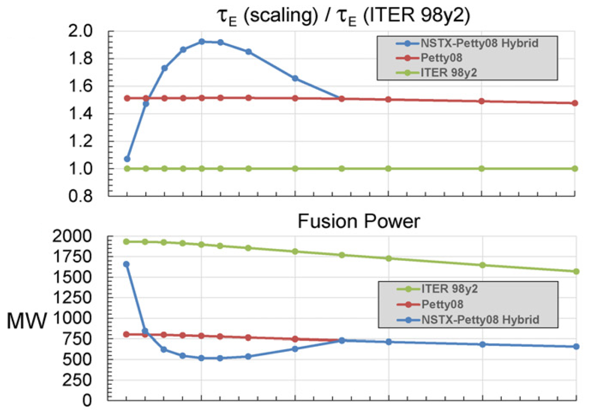 τE (scaling) / τE (ITER 98y2)
2.0
1.8
1.6
1.4
1.2
1.0
0.8
NSTX-Petty08 Hybrid
Petty08
ITER 98y2
Fusion Power
2000
1750
1500
1250
1000
750
500
250
0
MW
ITER 98y2
Petty08
NSTX-Petty08 Hybrid